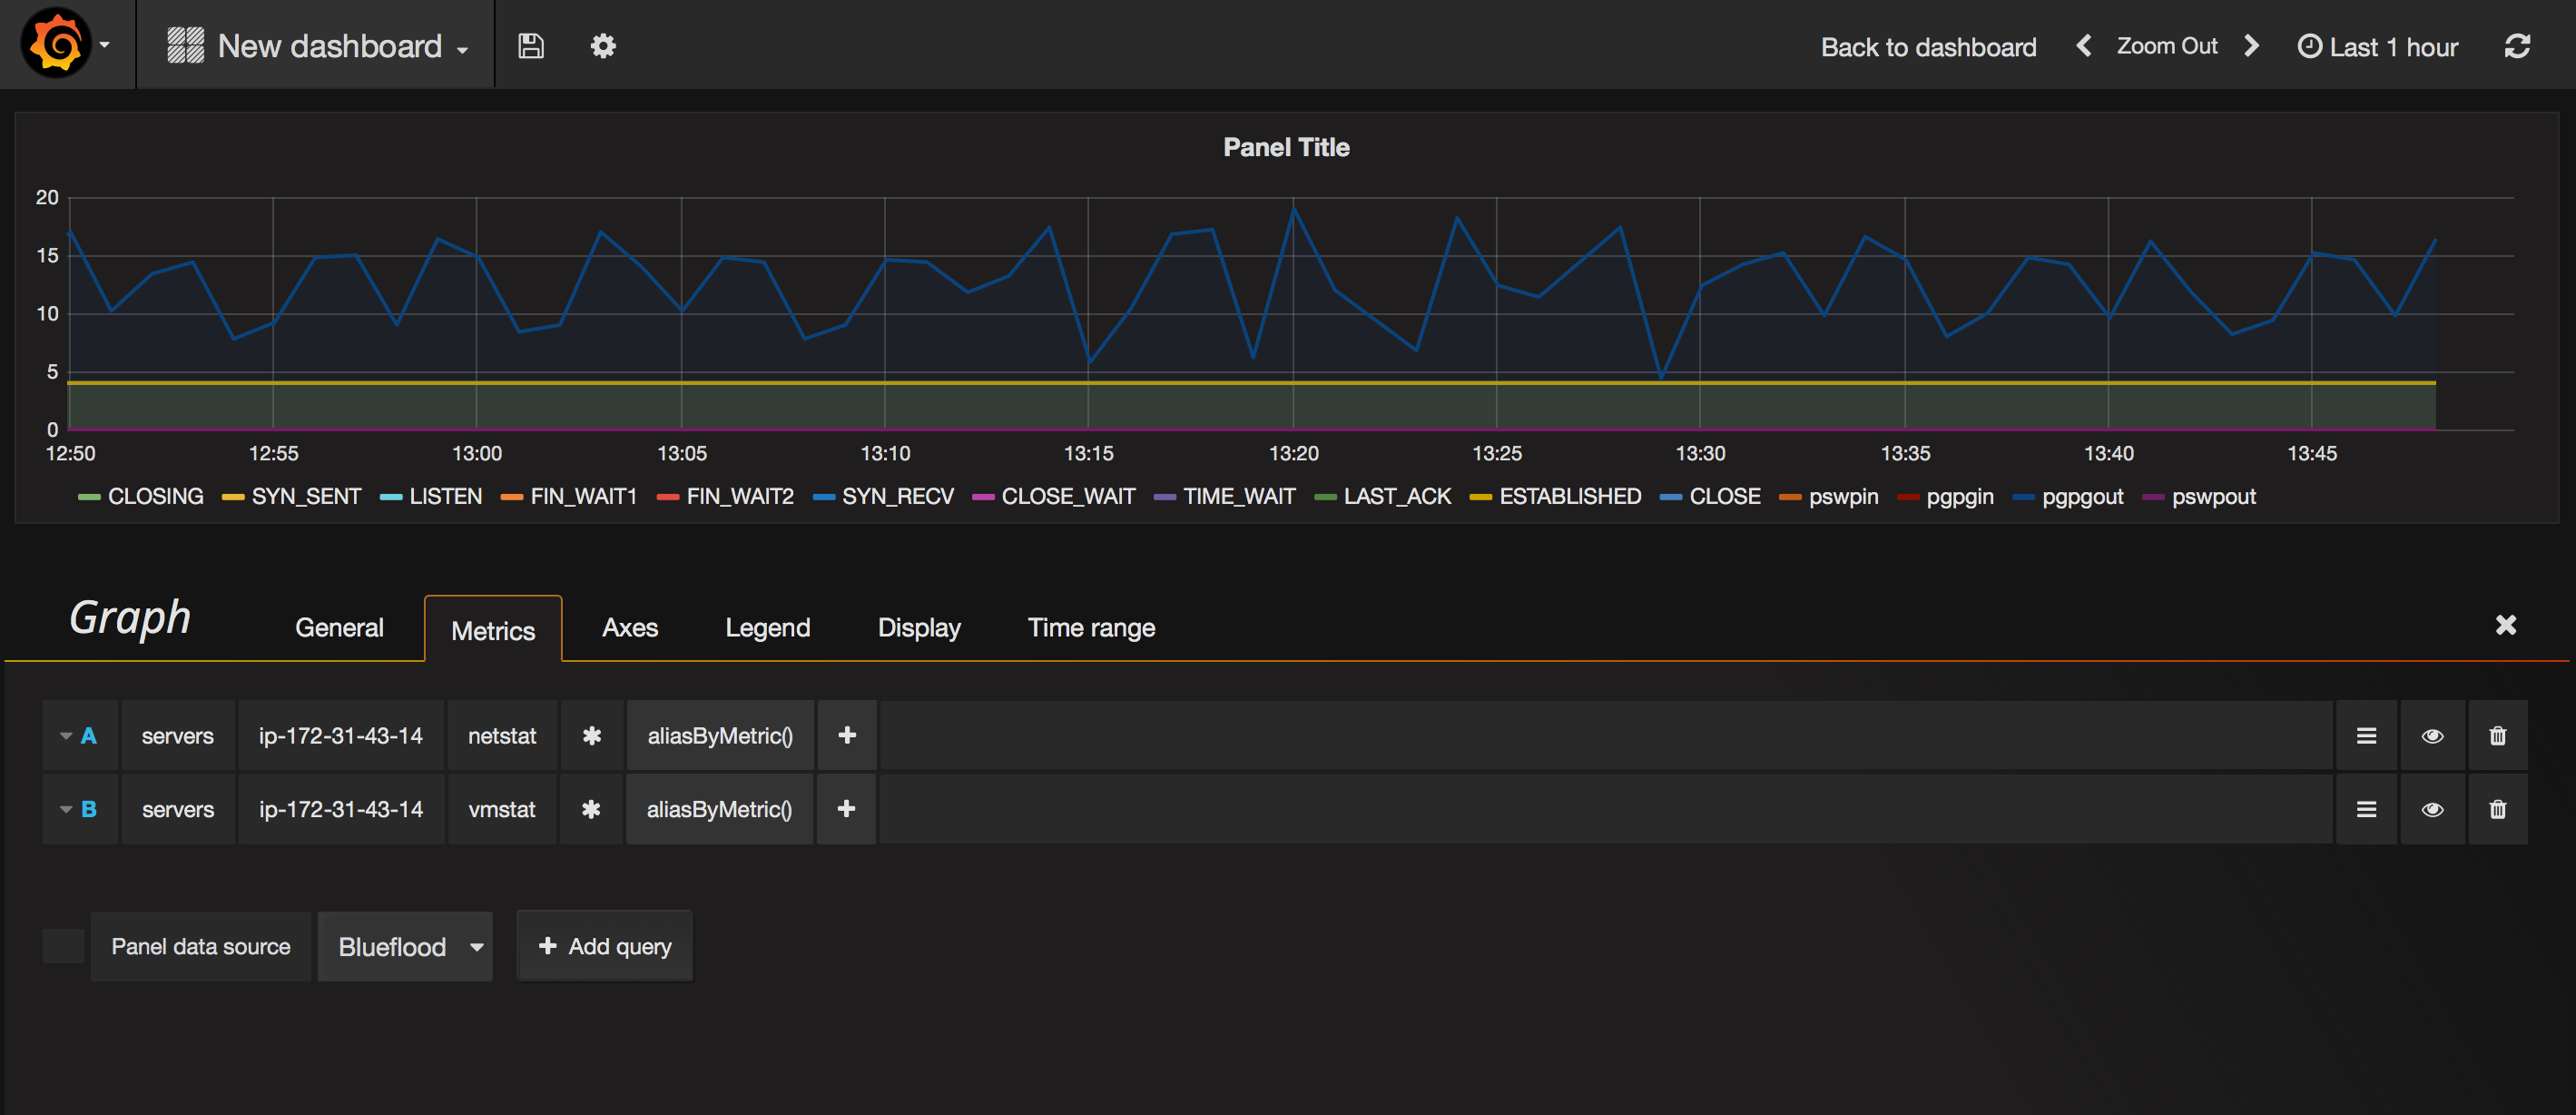 New dashboard Back to dashboard Zoom Out Last 1 hour
Panel Title
20
15
10
5
0
12:50 12:55 13:00 13:05 13:10 13:15 13:20 13:25 13:30 13:35 13:40 13:45
CLOSING SYN_SENT LISTEN FIN_WAIT1 FIN_WAIT2 SYN_RECV CLOSE_WAIT TIME_WAIT LAST_ACK ESTABLISHED CLOSE pswpin pgpgin pgpgout pswpout
Graph General Metrics Axes Legend Display Time range
A servers ip-172-31-43-14 netstat * aliasByMetric() +
B servers ip-172-31-43-14 vmstat * aliasByMetric() +
Panel data source Blueflood + Add query